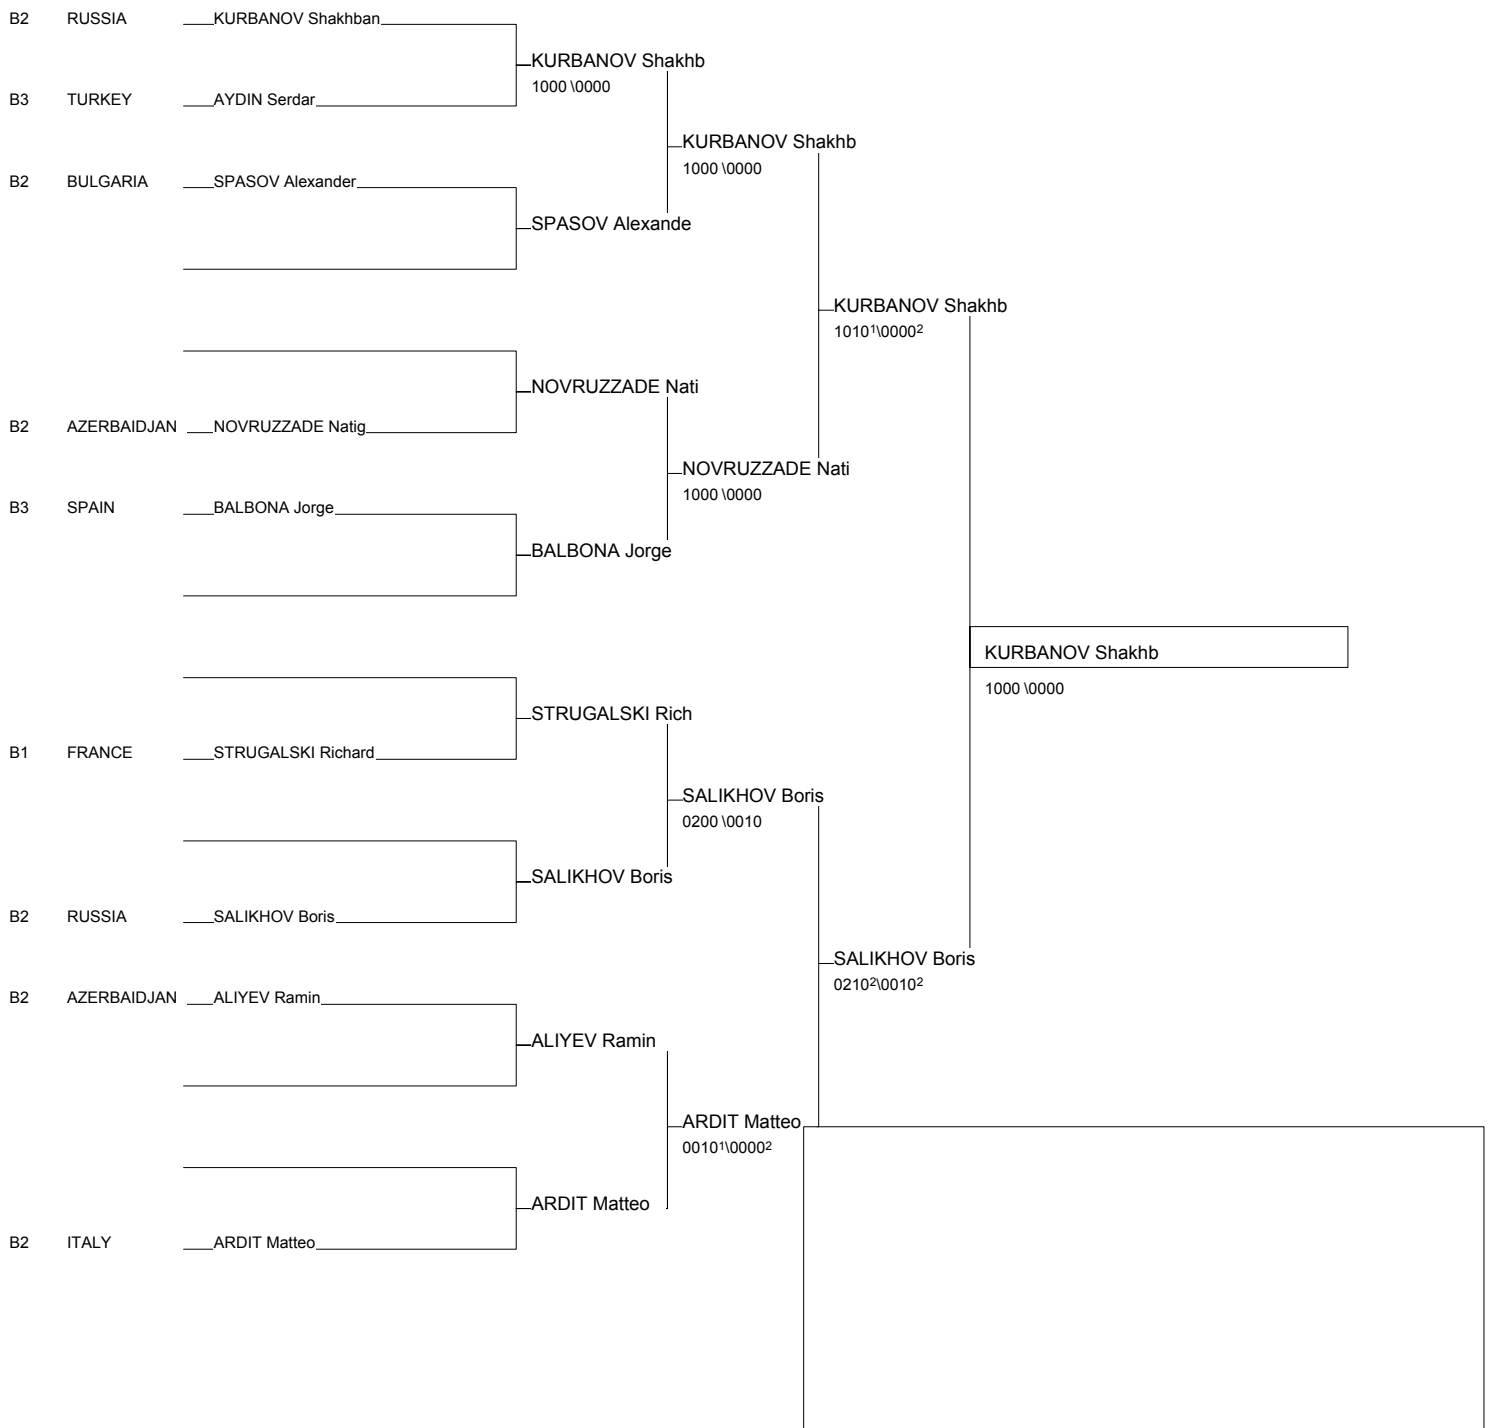 B2 RUSSIA KURBANOV Shakhban
KURBANOV Shakhb
1000 \0000
B3 TURKEY AYDIN Serdar
KURBANOV Shakhb
1000 \0000
B2 BULGARIA SPASOV Alexander
SPASOV Alexande
KURBANOV Shakhb
1010¹\0000²
NOVRUZZADE Nati
B2 AZERBAIDJAN NOVRUZZADE Natig
NOVRUZZADE Nati
1000 \0000
B3 SPAIN BALBONA Jorge
BALBONA Jorge
KURBANOV Shakhb
1000 \0000
STRUGALSKI Rich
B1 FRANCE STRUGALSKI Richard
SALIKHOV Boris
0200 \0010
SALIKHOV Boris
B2 RUSSIA SALIKHOV Boris
SALIKHOV Boris
0210²\0010²
B2 AZERBAIDJAN ALIYEV Ramin
ALIYEV Ramin
ARDIT Matteo
0010¹\0000²
ARDIT Matteo
B2 ITALY ARDIT Matteo